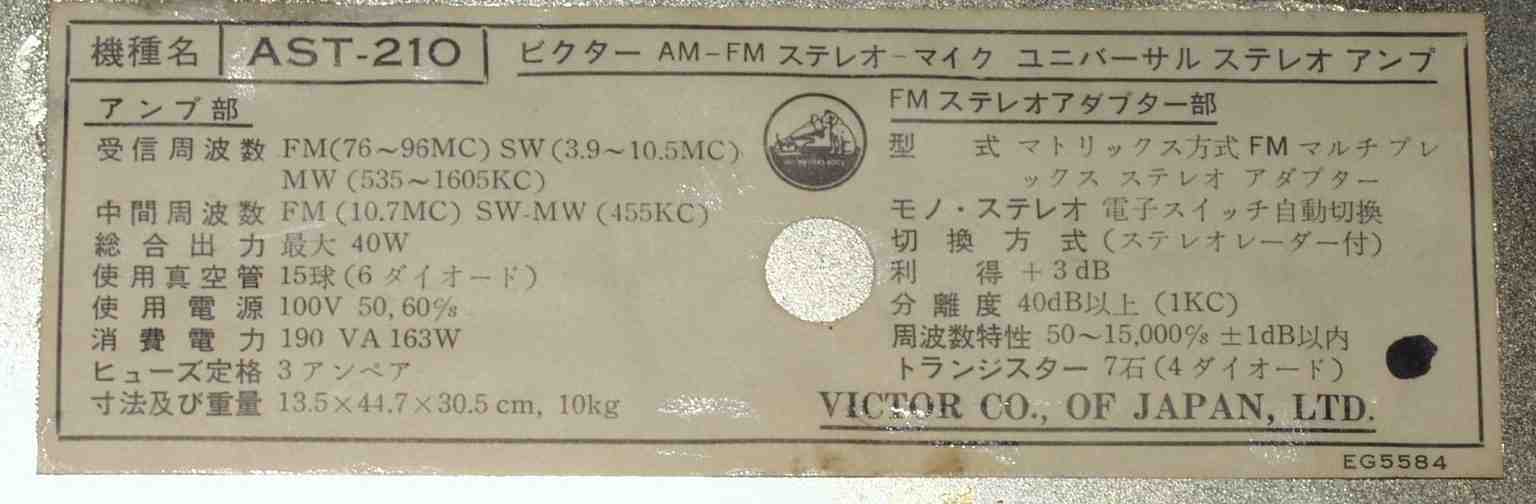 機種名 AST-210 ビクター AM-FM ステレオ-マイク ユニバーサル ステレオ アンプ
アンプ部
受信周波数 FM(76~96MC) SW (3.9~10.5MC)
MW (535~1605KC)
中間周波数 FM (10.7MC) SW-MW (455KC)
総合出力 最大 40W
使用真空管 15球(6 ダイオード)
使用電源 100V 50, 60%
消費電力 190 VA 163W
ヒューズ定格 3 アンペア
寸法及び重量 13.5×44.7×30.5 cm, 10kg
FM ステレオアダプター部
型式 マトリックス方式 FM マルチプレ
ックス ステレオ アダプター
モノ・ステレオ 電子スイッチ自動切換
切換方式 (ステレオレーダー付)
利得 +3 dB
分離度 40dB以上 (1KC)
周波数特性 50~15,000% ±1dB以内
トランジスター 7石(4 ダイオード)
VICTOR CO., OF JAPAN, LTD.
EG5584